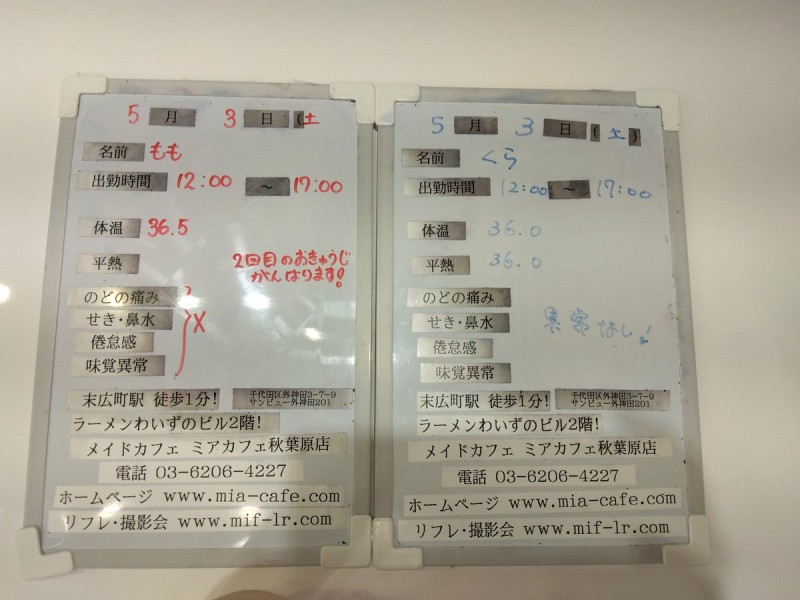 5 月 3 日 (土
名前 もも
出勤時間 12:00 ~ 17:00
体温 36.5
平熱
2回目のおきゅうじ
がんばります!
のどの痛み
せき・鼻水
倦怠感
味覚異常
X
末広町駅 徒歩1分!
千代田区外神田3-7-9
サンビュー外神田201
ラーメンわいずのビル2階!
メイドカフェ ミアカフェ秋葉原店
電話 03-6206-4227
ホームページ www.mia-cafe.com
リフレ・撮影会 www.mif-lr.com
5 月 3 日 (土)
名前 くら
出勤時間 12:00 ~ 17:00
体温 36.0
平熱 36.0
のどの痛み
せき・鼻水
倦怠感
味覚異常
異常なし!
末広町駅 徒歩1分!
千代田区外神田3-7-9
サンビュー外神田201
ラーメンわいずのビル2階!
メイドカフェ ミアカフェ秋葉原店
電話 03-6206-4227
ホームページ www.mia-cafe.com
リフレ・撮影会 www.mif-lr.com